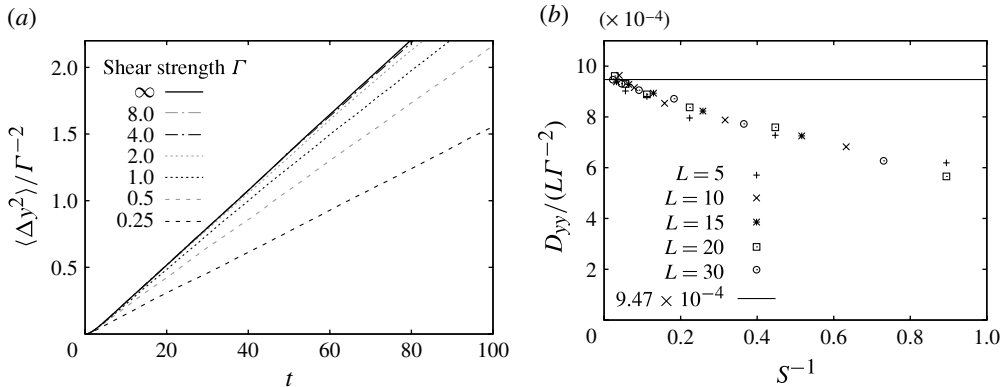 (a)
⟨Δy²⟩/Γ⁻²
2.0
1.5
1.0
0.5
0
20
40
60
80
100
t
Shear strength Γ
∞
8.0
4.0
2.0
1.0
0.5
0.25
(b)
(× 10⁻⁴)
D_yy/(LΓ⁻²)
10
8
6
4
2
0
0.2
0.4
0.6
0.8
1.0
S⁻¹
L = 5
L = 10
L = 15
L = 20
L = 30
9.47 × 10⁻⁴